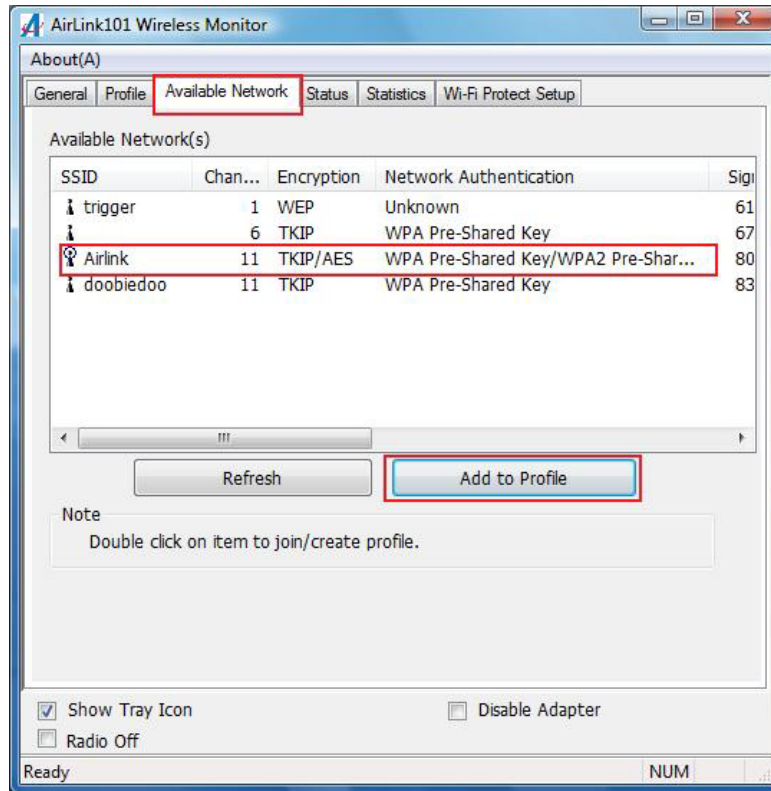 AirLink101 Wireless Monitor
About(A)
General Profile Available Network Status Statistics Wi-Fi Protect Setup
Available Network(s)
SSID Chan... Encryption Network Authentication Sig
trigger 1 WEP Unknown 61
6 TKIP WPA Pre-Shared Key 67
Airlink 11 TKIP/AES WPA Pre-Shared Key/WPA2 Pre-Shar... 80
doobiedoo 11 TKIP WPA Pre-Shared Key 83
Refresh Add to Profile
Note
Double click on item to join/create profile.
Show Tray Icon Disable Adapter
Radio Off
Ready NUM